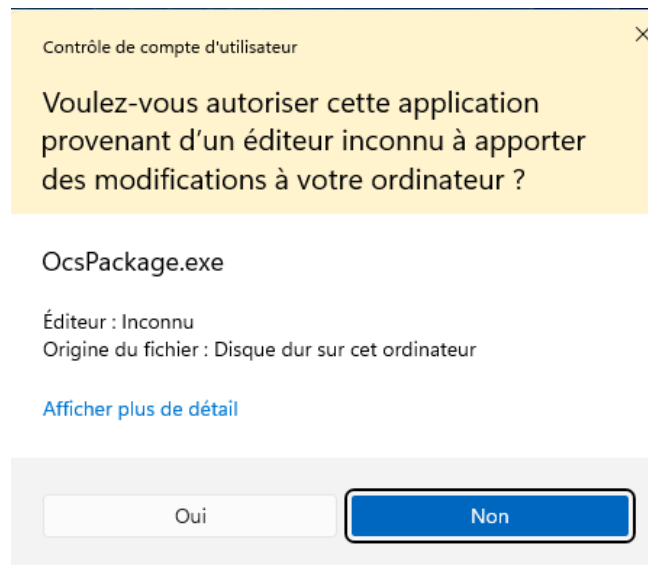 Contrôle de compte d'utilisateur
Voulez-vous autoriser cette application
provenant d’un éditeur inconnu à apporter
des modifications à votre ordinateur ?
OcsPackage.exe
Éditeur : Inconnu
Origine du fichier : Disque dur sur cet ordinateur
Afficher plus de détail
Oui
Non